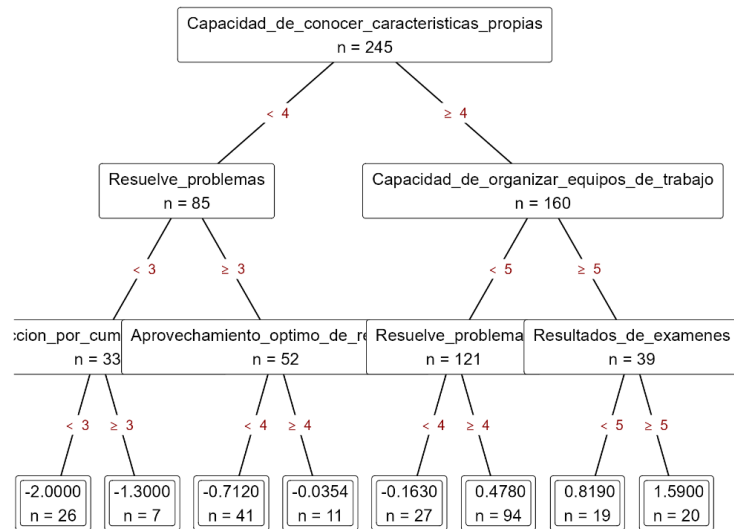 Capacidad_de_conocer_caracteristicas_propias
n = 245
< 4
≥ 4
Resuelve_problemas
n = 85
Capacidad_de_organizar_equipos_de_trabajo
n = 160
< 3
≥ 3
< 5
≥ 5
ccion_por_cum
n = 33
Aprovechamiento_optimo_de_re
n = 52
Resuelve_problema
n = 121
Resultados_de_examenes
n = 39
< 3
≥ 3
< 4
≥ 4
< 4
≥ 4
< 5
≥ 5
-2.0000
n = 26
-1.3000
n = 7
-0.7120
n = 41
-0.0354
n = 11
-0.1630
n = 27
0.4780
n = 94
0.8190
n = 19
1.5900
n = 20